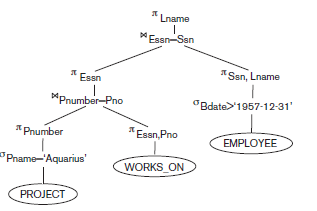 π Lname
⋈ Essn=Ssn
π Essn
π Ssn, Lname
⋈ Pnumber=Pno
σ Bdate>'1957-12-31'
π Pnumber
π Essn,Pno
EMPLOYEE
σ Pname='Aquarius'
WORKS_ON
PROJECT